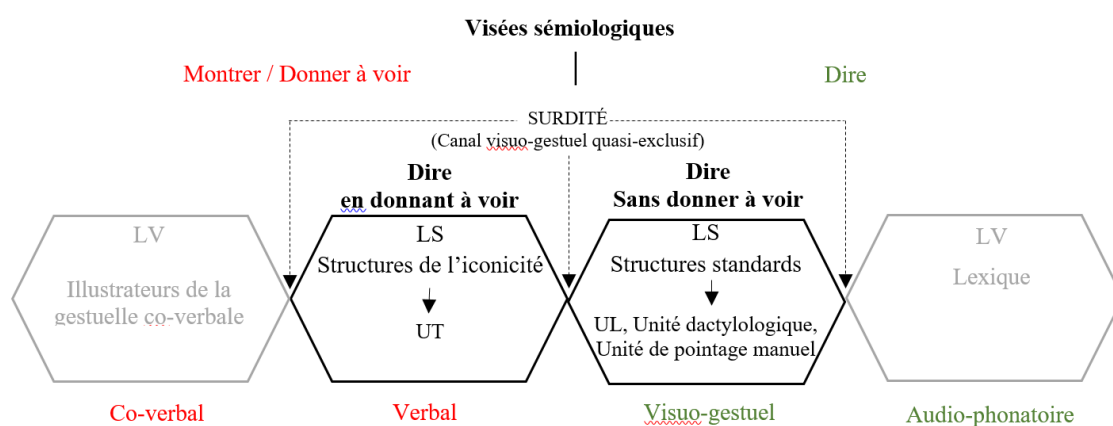 Visées sémiologiques
Montrer / Donner à voir
Dire
SURDITÉ
(Canal visuo-gestuel quasi-exclusif)
Dire
en donnant à voir
Dire
Sans donner à voir
LV
Illustrateurs de la
gestuelle co-verbale
LS
Structures de l'iconicité
UT
LS
Structures standards
UL, Unité dactylologique,
Unité de pointage manuel
LV
Lexique
Co-verbal
Verbal
Visuo-gestuel
Audio-phonatoire